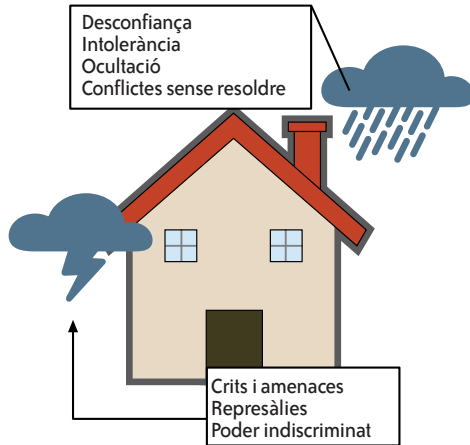 Desconfiança
Intolerància
Ocultació
Conflictes sense resoldre
Crits i amenaces
Represàlies
Poder indiscriminat